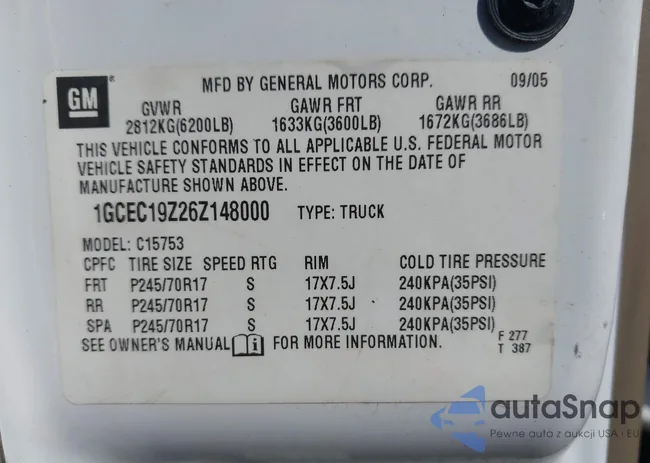 GM
MFD BY GENERAL MOTORS CORP. 09/05
GVWR GAWR FRT GAWR RR
2812KG(6200LB) 1633KG(3600LB) 1672KG(3686LB)
THIS VEHICLE CONFORMS TO ALL APPLICABLE U.S. FEDERAL MOTOR
VEHICLE SAFETY STANDARDS IN EFFECT ON THE DATE OF
MANUFACTURE SHOWN ABOVE.
1GCEC19Z26Z148000 TYPE: TRUCK
MODEL: C15753
CPFC TIRE SIZE SPEED RTG RIM COLD TIRE PRESSURE
FRT P245/70R17 S 17X7.5J 240KPA(35PSI)
RR P245/70R17 S 17X7.5J 240KPA(35PSI)
SPA P245/70R17 S 17X7.5J 240KPA(35PSI)
SEE OWNER'S MANUAL FOR MORE INFORMATION. F 277
T 387
autaSnap
Pewne auta z aukcji USA - EU